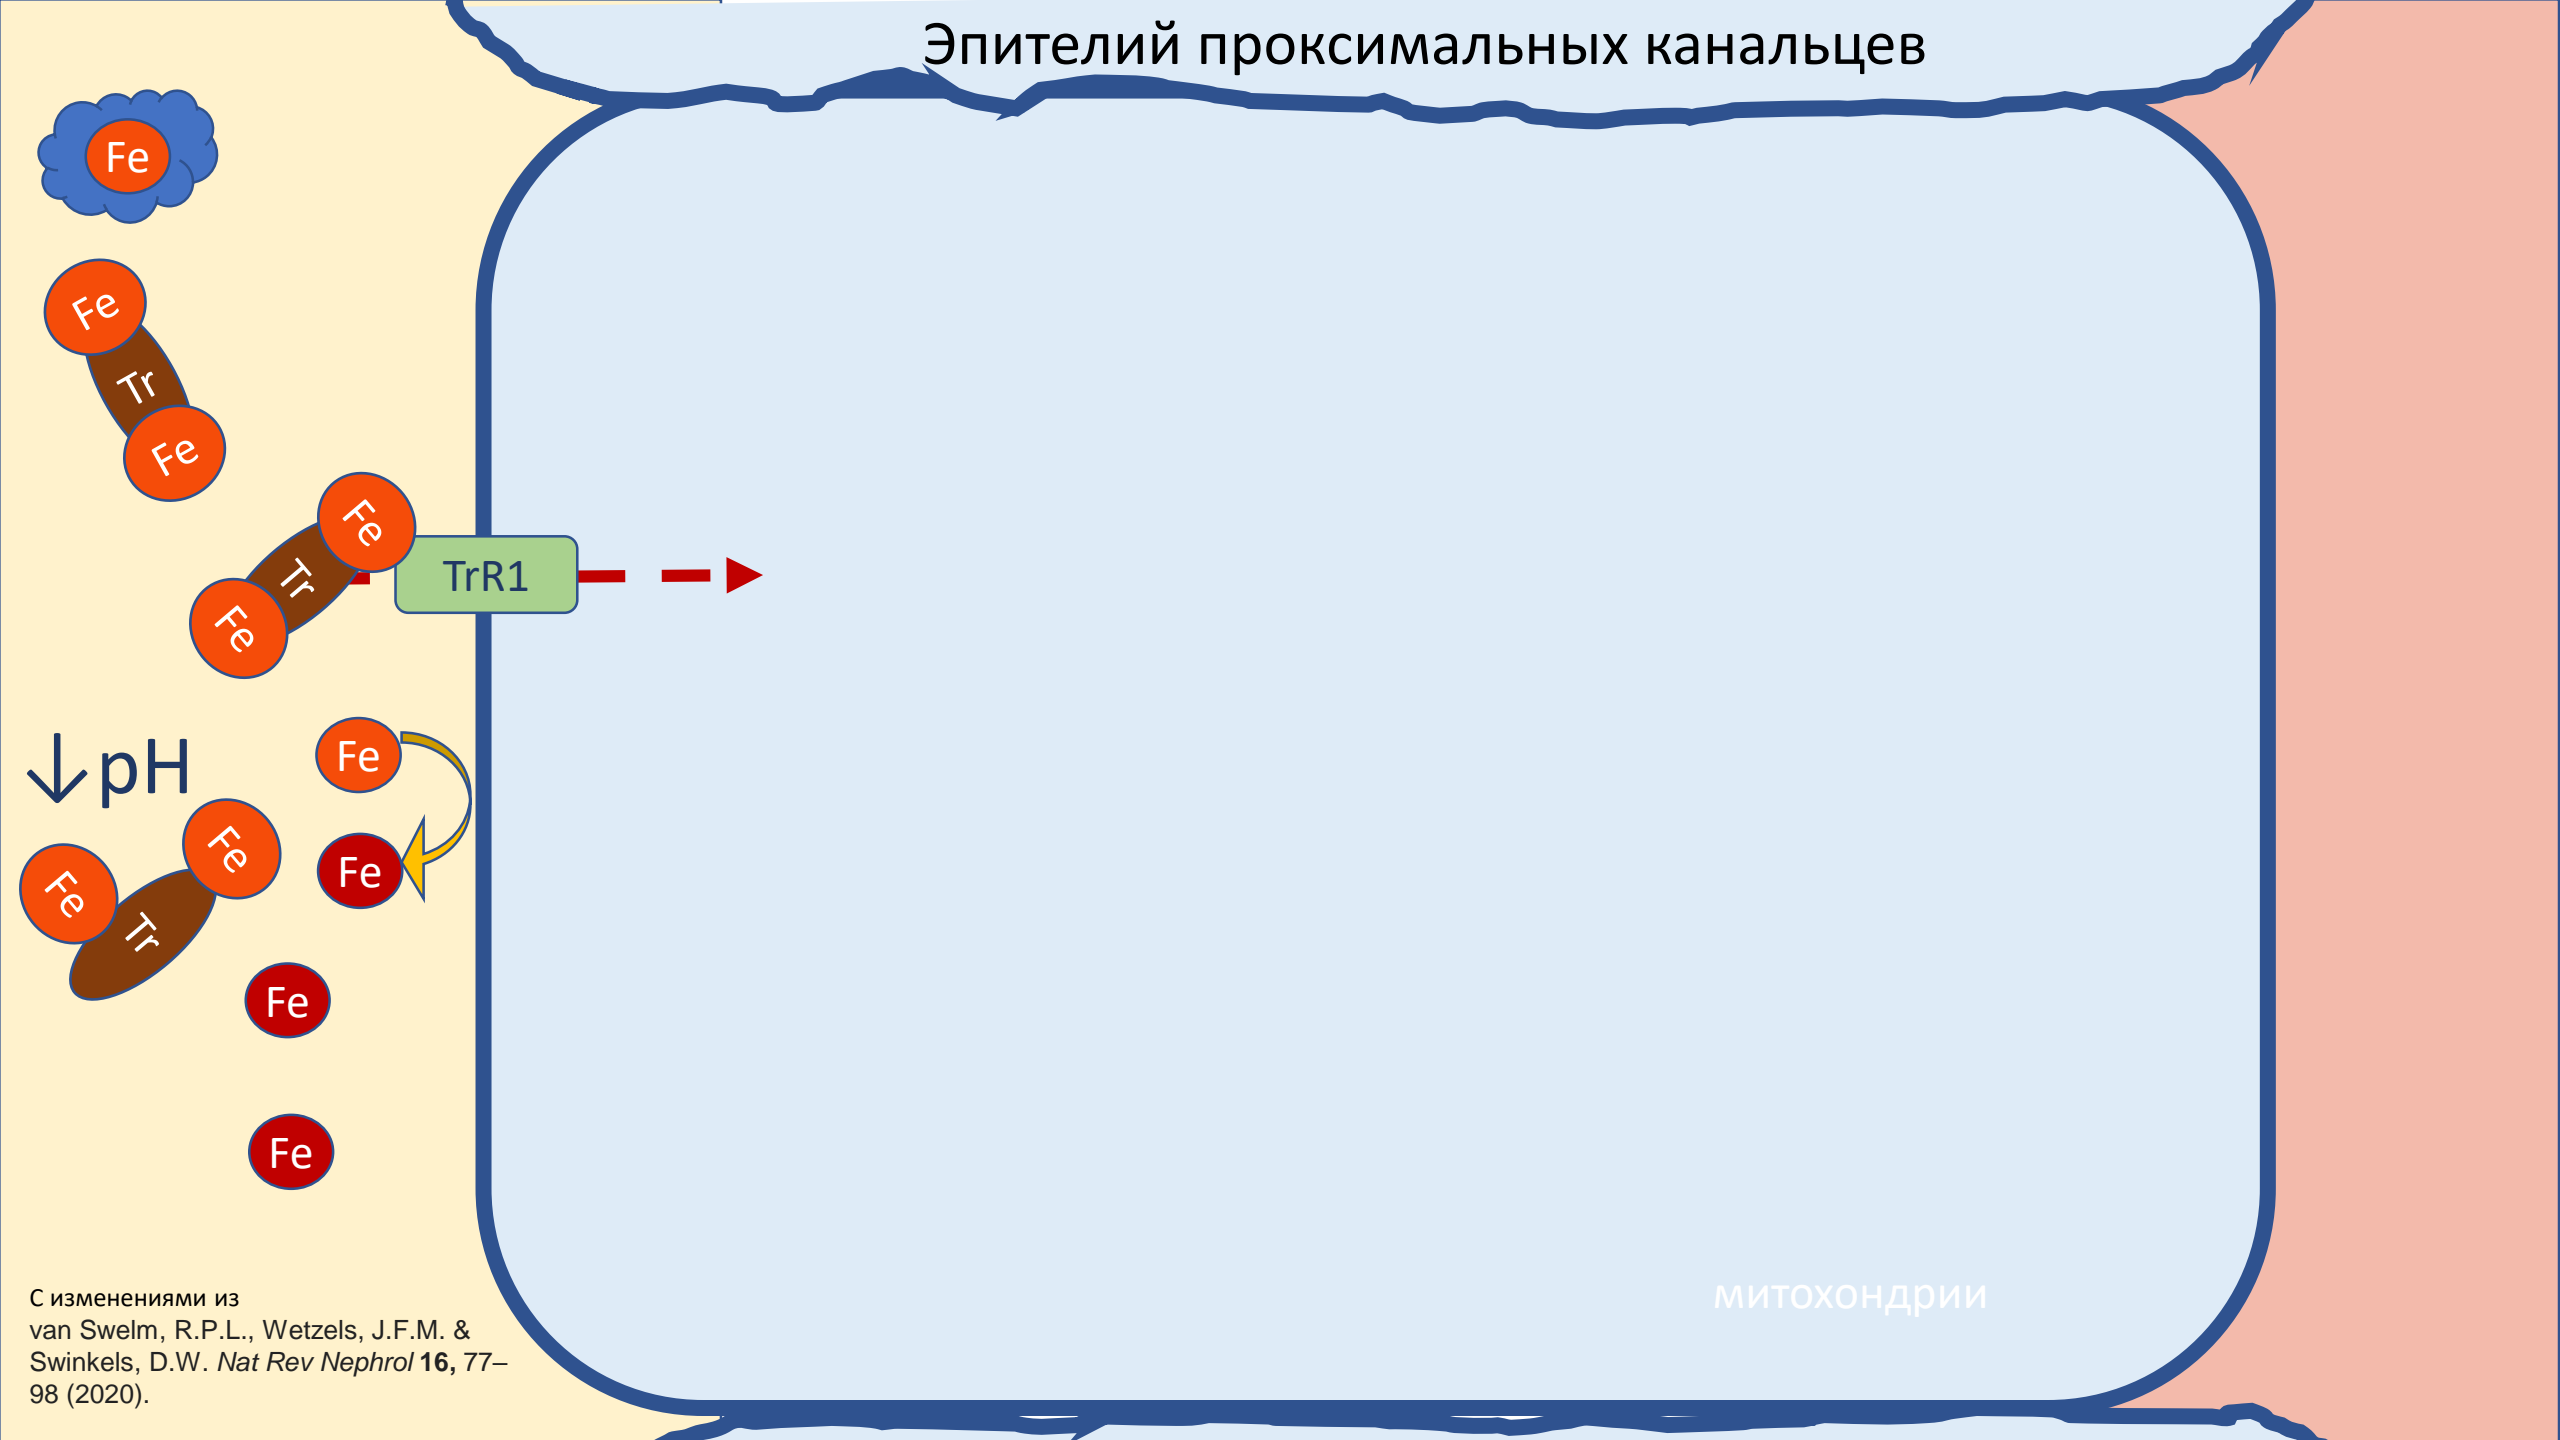 Эпителий проксимальных канальцев
Fe
Fe
Tr
Fe
Fe
Tr
Fe
TrR1
↓pH
Fe
Fe
Fe
Fe
Tr
Fe
Fe
митохондрии
С изменениями из
van Swelm, R.P.L., Wetzels, J.F.M. &
Swinkels, D.W. Nat Rev Nephrol 16, 77–
98 (2020).